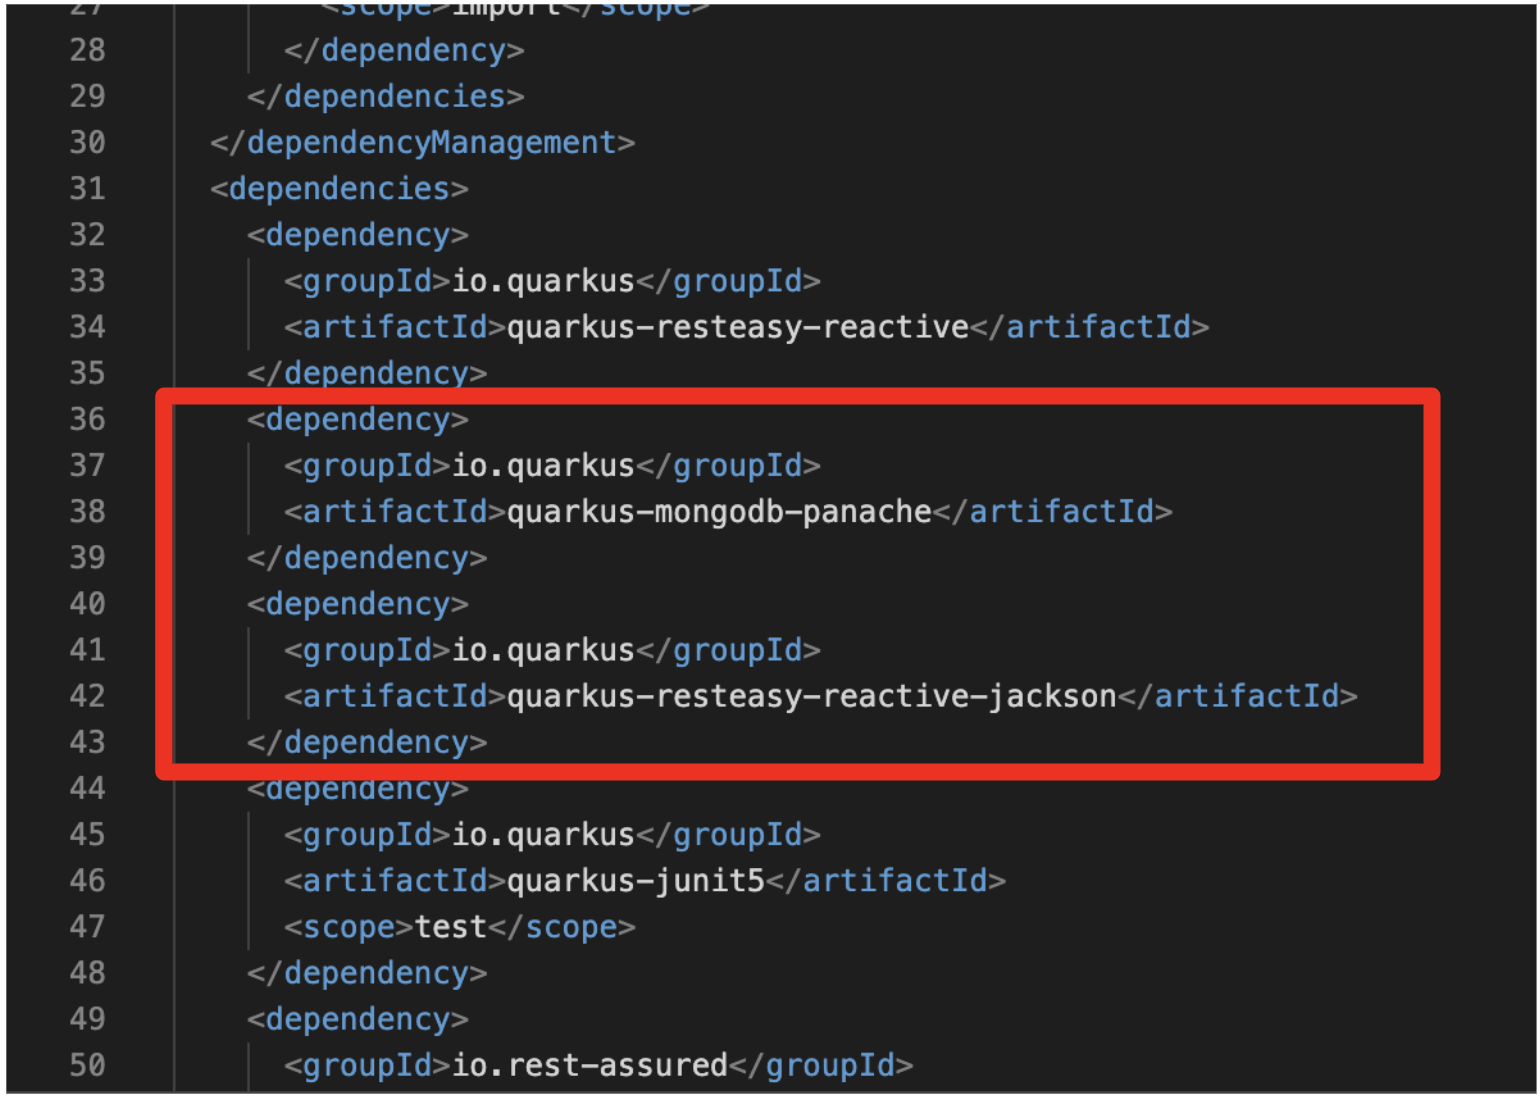 27 <scope>import</scope>
28 </dependency>
29 </dependencies>
30 </dependencyManagement>
31 <dependencies>
32 <dependency>
33 <groupId>io.quarkus</groupId>
34 <artifactId>quarkus-resteasy-reactive</artifactId>
35 </dependency>
36 <dependency>
37 <groupId>io.quarkus</groupId>
38 <artifactId>quarkus-mongodb-panache</artifactId>
39 </dependency>
40 <dependency>
41 <groupId>io.quarkus</groupId>
42 <artifactId>quarkus-resteasy-reactive-jackson</artifactId>
43 </dependency>
44 <dependency>
45 <groupId>io.quarkus</groupId>
46 <artifactId>quarkus-junit5</artifactId>
47 <scope>test</scope>
48 </dependency>
49 <dependency>
50 <groupId>io.rest-assured</groupId>